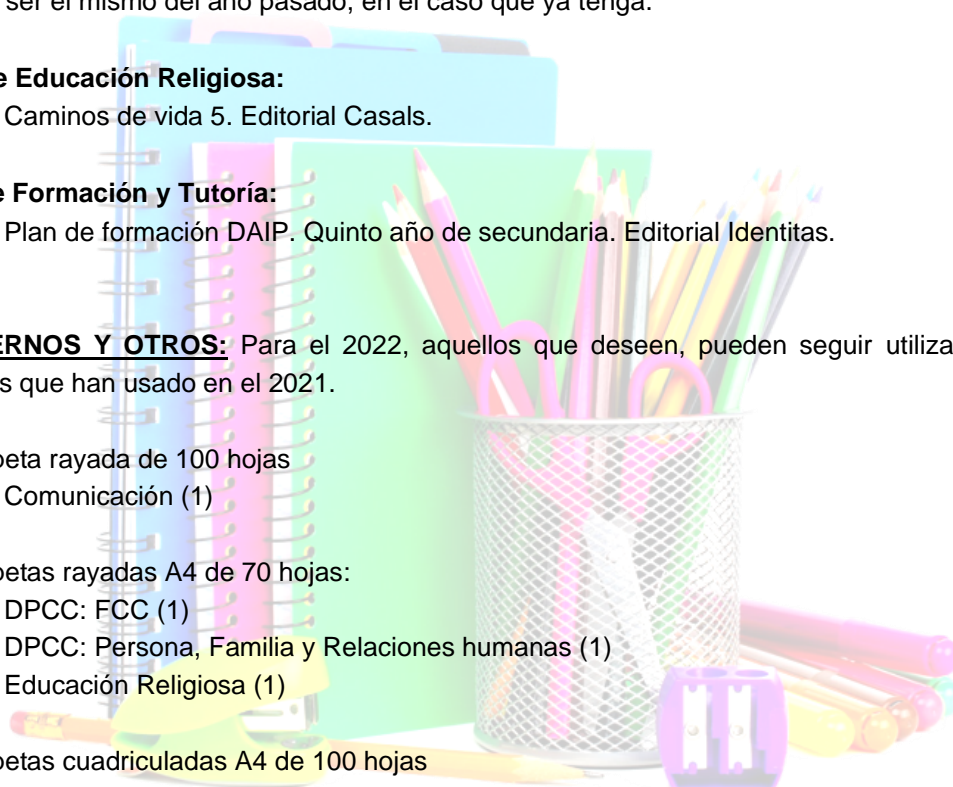 ser el mismo del año pasado, en el caso que ya tenga.
e Educación Religiosa:
Caminos de vida 5. Editorial Casals.
e Formación y Tutoría:
Plan de formación DAIP. Quinto año de secundaria. Editorial Identitas.
ERNOS Y OTROS: Para el 2022, aquellos que deseen, pueden seguir utiliza
s que han usado en el 2021.
peta rayada de 100 hojas
Comunicación (1)
petas rayadas A4 de 70 hojas:
DPCC: FCC (1)
DPCC: Persona, Familia y Relaciones humanas (1)
Educación Religiosa (1)
petas cuadriculadas A4 de 100 hojas